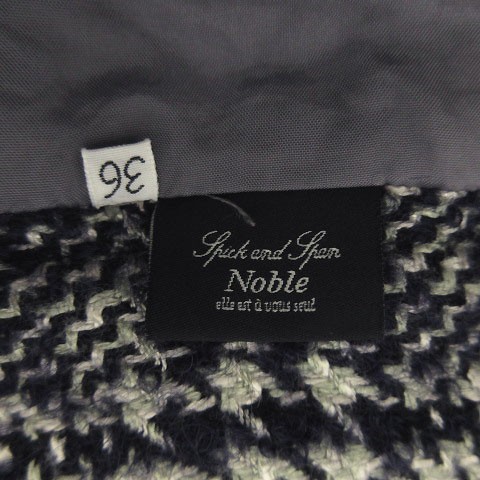 36
Spick and Span
Noble
elle est à vous seul